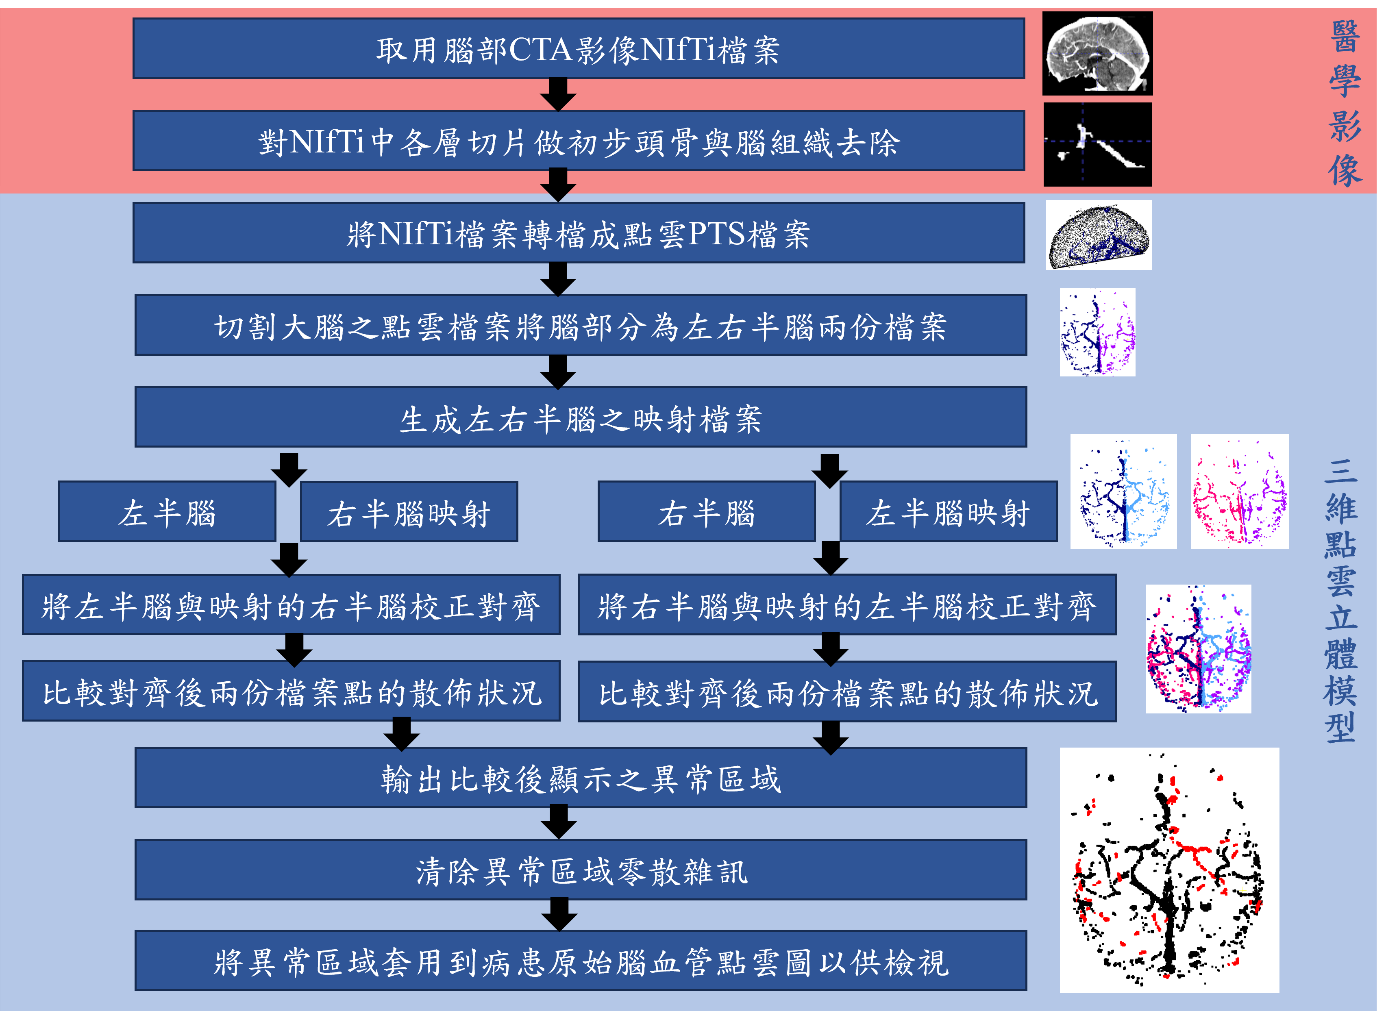 取用腦部CTA影像NIfTi檔案
對NIfTi中各層切片做初步頭骨與腦組織去除
醫學影像
將NIfTi檔案轉檔成點雲PTS檔案
切割大腦之點雲檔案將腦部分為左右半腦兩份檔案
生成左右半腦之映射檔案
左半腦
右半腦映射
右半腦
左半腦映射
將左半腦與映射的右半腦校正對齊
將右半腦與映射的左半腦校正對齊
比較對齊後兩份檔案點的散佈狀況
比較對齊後兩份檔案點的散佈狀況
輸出比較後顯示之異常區域
清除異常區域零散雜訊
將異常區域套用到病患原始腦血管點雲圖以供檢視
三維點雲立體模型